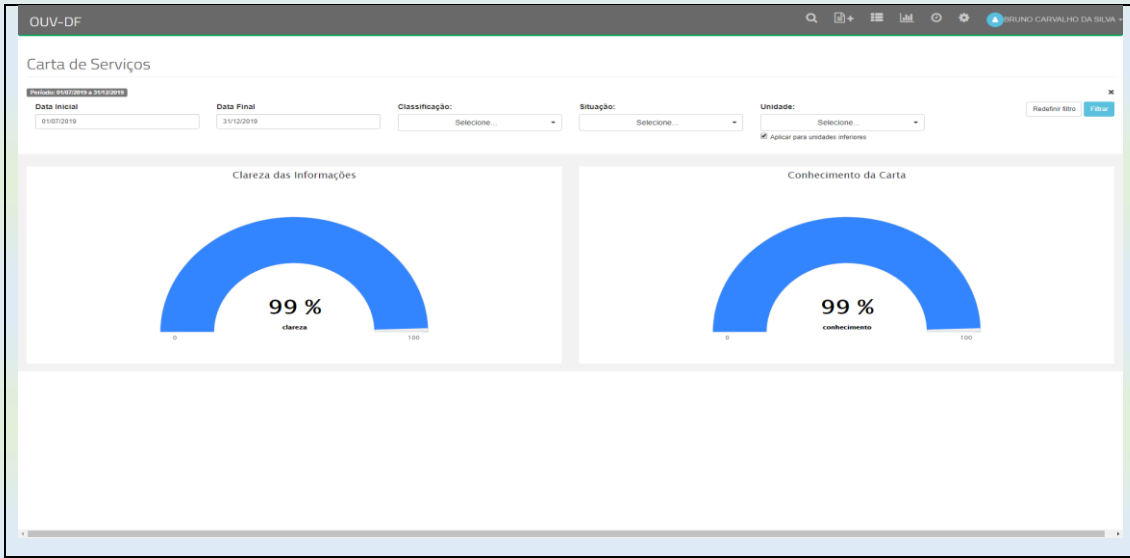 OUV-DF
BRUNO CARVALHO DA SILVA
Carta de Serviços
Período: 01/07/2019 a 31/12/2019
Data Inicial Data Final Classificação: Situação: Unidade:
01/07/2019 31/12/2019 Selecione... Selecione... Selecione... Redefinir filtro Filtrar
Aplicar para unidades inferiores
Clareza das Informações
99 %
clareza
0 100
Conhecimento da Carta
99 %
conhecimento
0 100